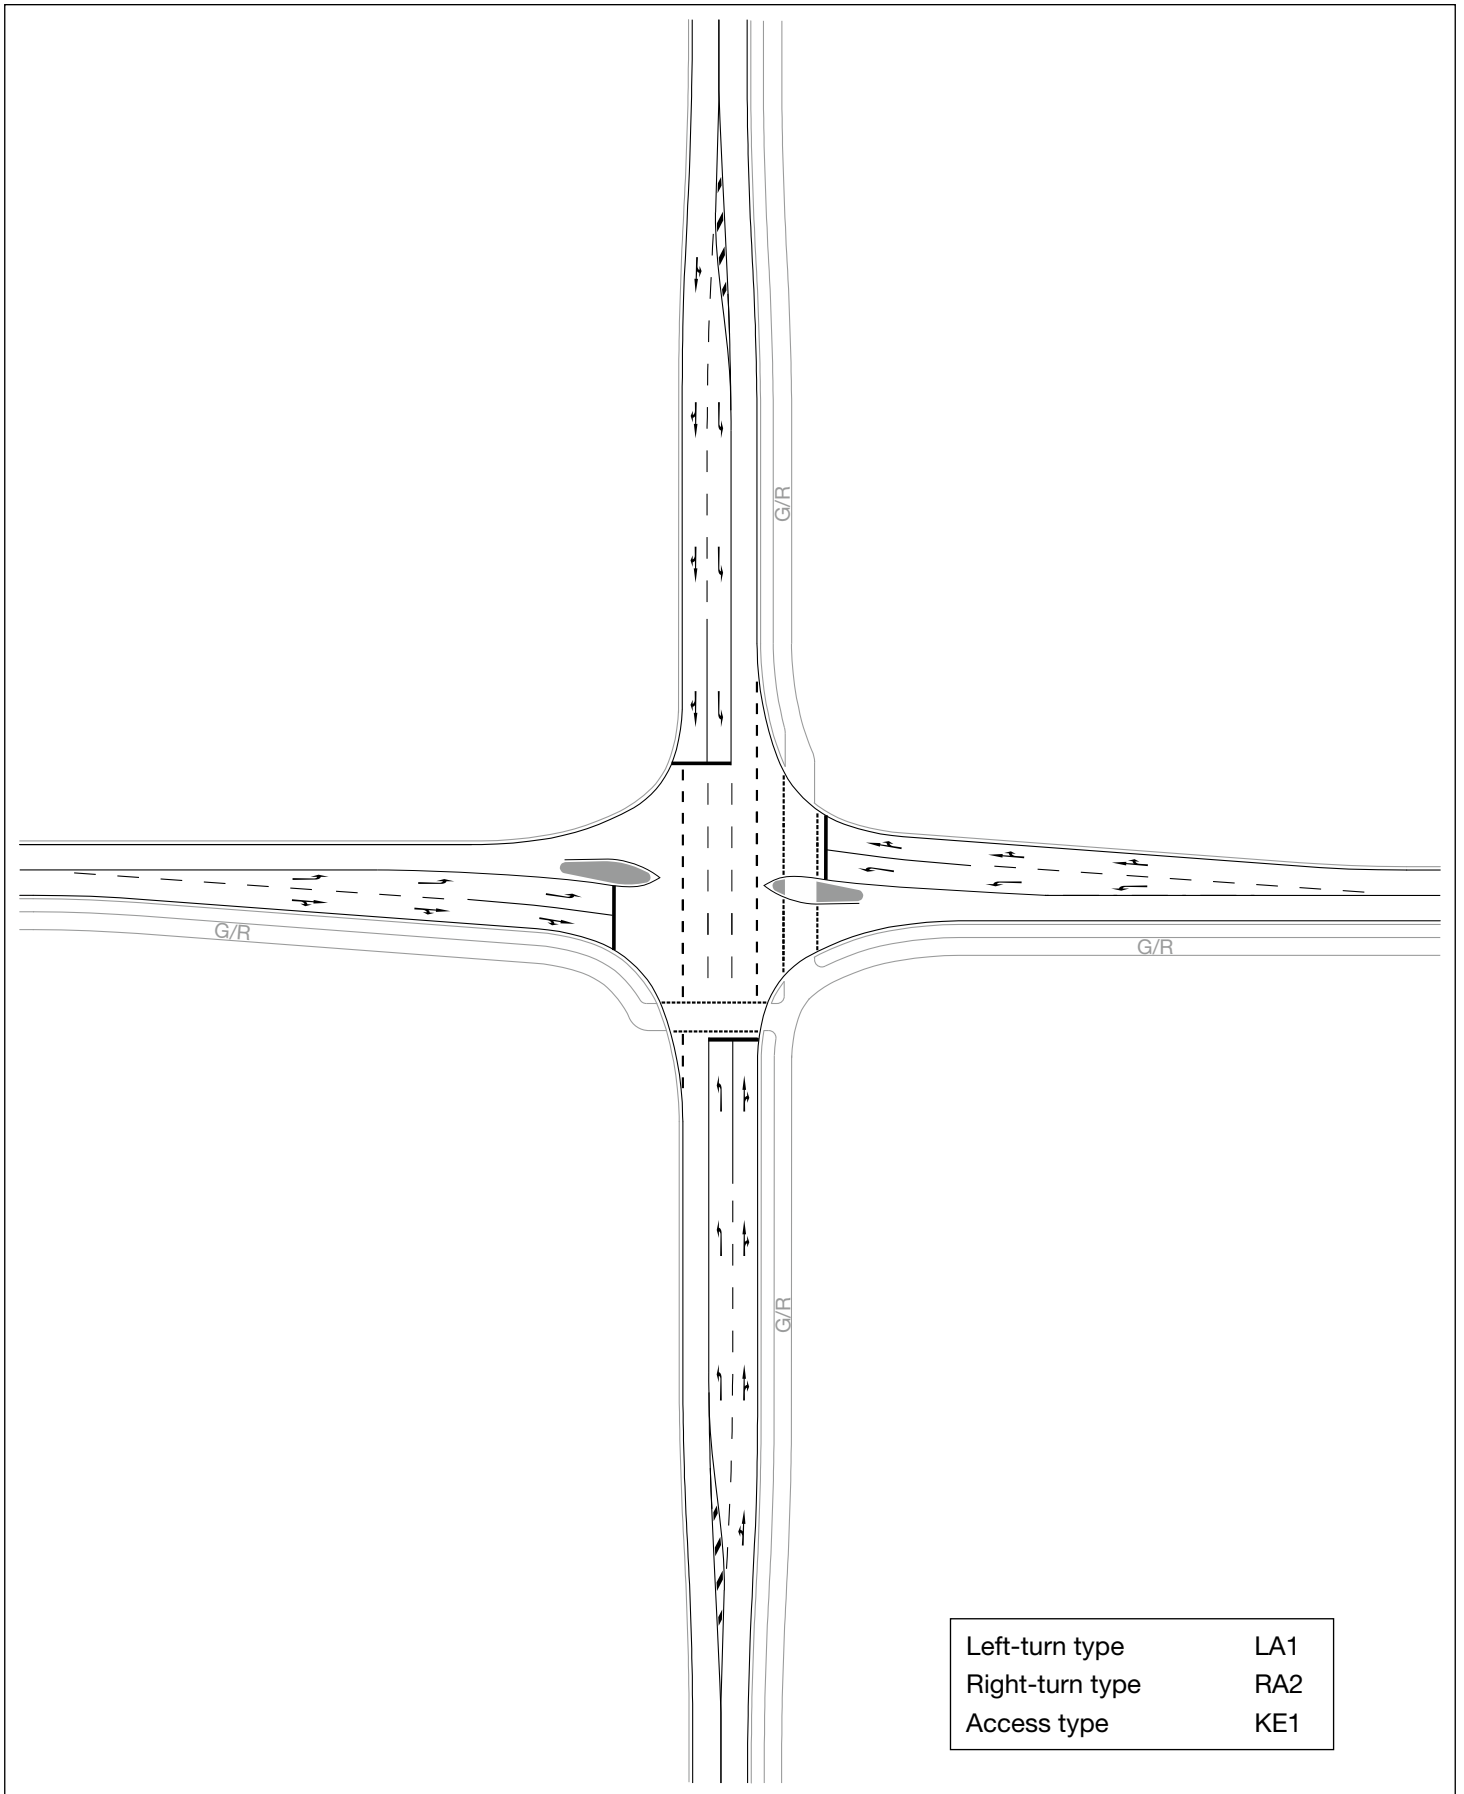 G/R
G/R
G/R
G/R
Left-turn type LA1
Right-turn type RA2
Access type KE1